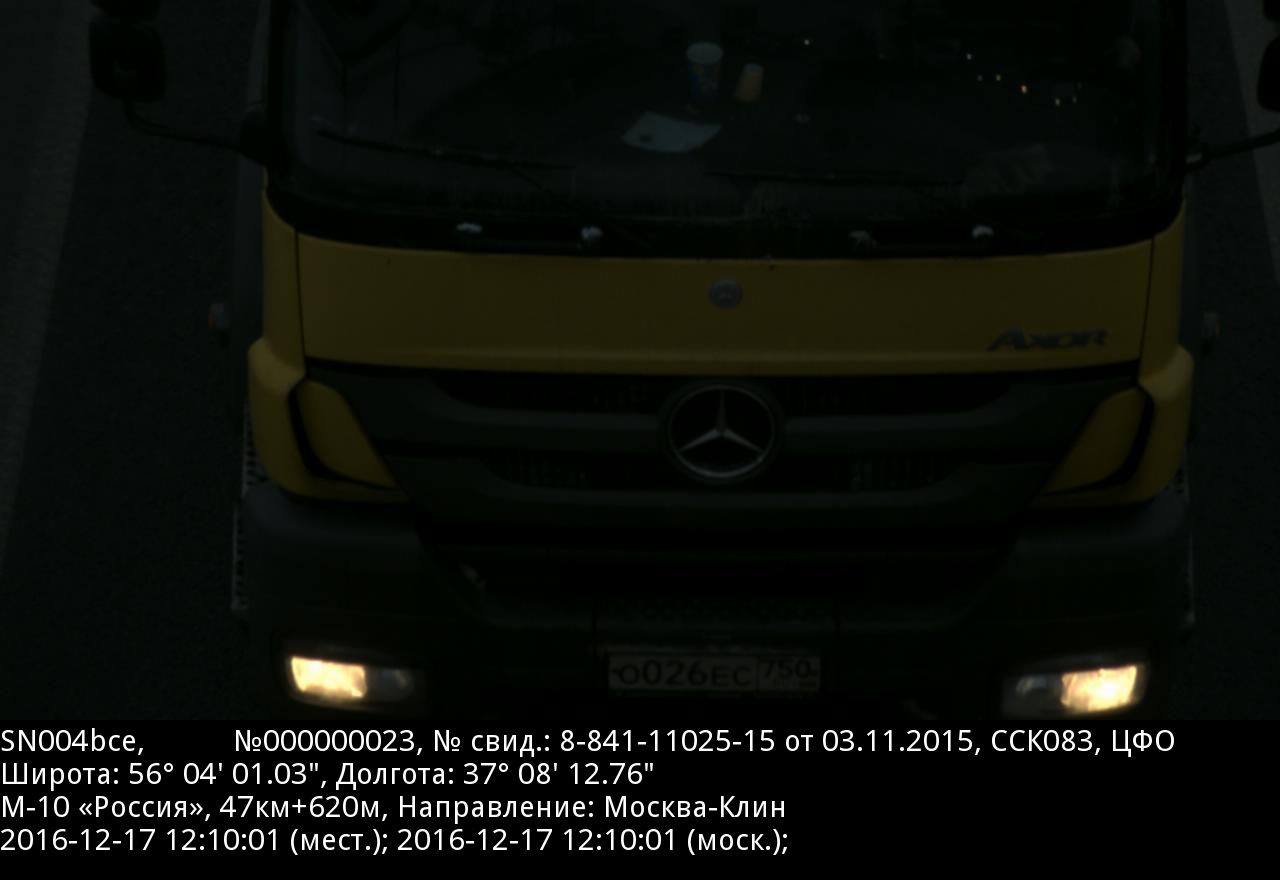 AXOR
О026ЕС 750
SN004bce, №000000023, № свид.: 8-841-11025-15 от 03.11.2015, ССК083, ЦФО
Широта: 56° 04' 01.03", Долгота: 37° 08' 12.76"
М-10 «Россия», 47км+620м, Направление: Москва-Клин
2016-12-17 12:10:01 (мест.); 2016-12-17 12:10:01 (моск.);